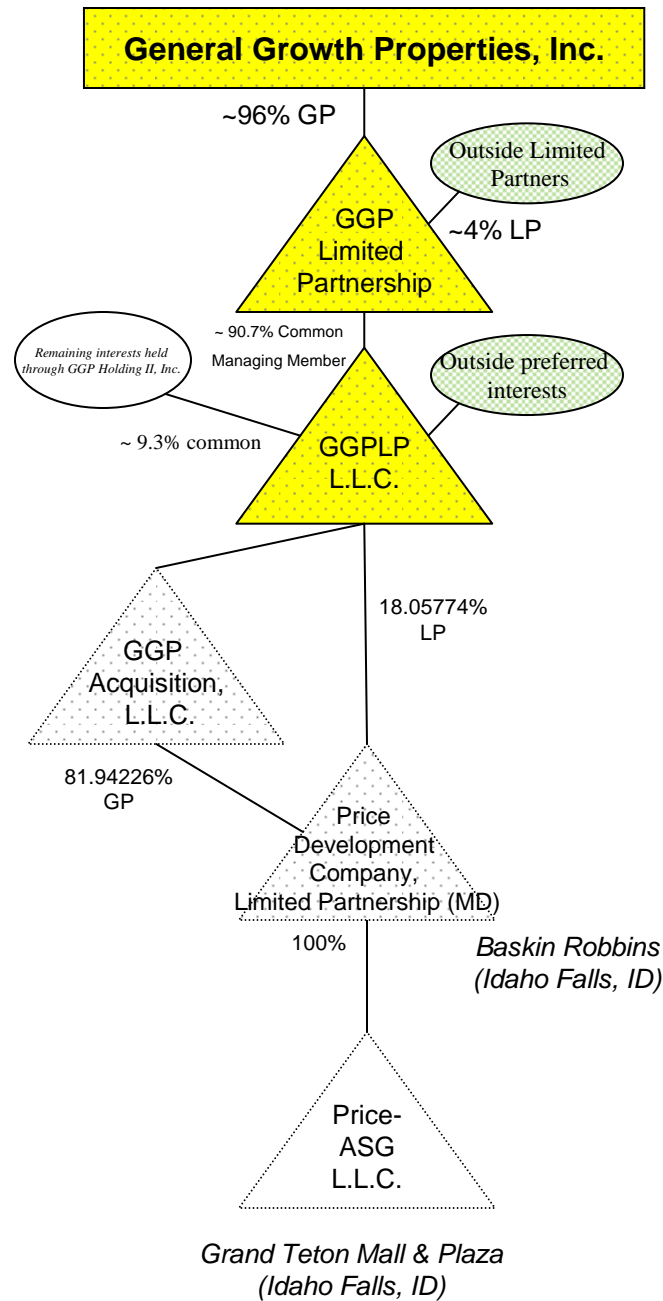 General Growth Properties, Inc.
~96% GP
Outside Limited
Partners
GGP
Limited
Partnership
~4% LP
~ 90.7% Common
Managing Member
Remaining interests held
through GGP Holding II, Inc.
Outside preferred
interests
~ 9.3% common
GGPLP
L.L.C.
18.05774%
LP
GGP
Acquisition,
L.L.C.
81.94226%
GP
Price
Development
Company,
Limited Partnership (MD)
100%
Baskin Robbins
(Idaho Falls, ID)
Price-
ASG
L.L.C.
Grand Teton Mall & Plaza
(Idaho Falls, ID)